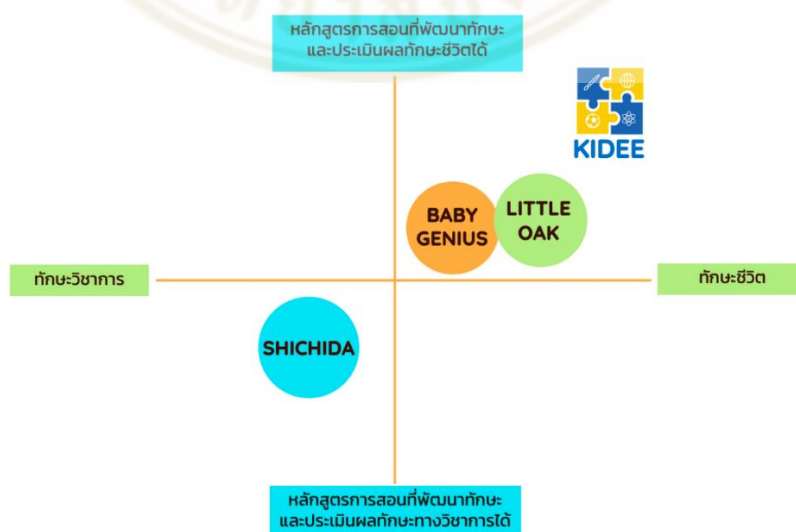 หลักสูตรการสอนที่พัฒนาทักษะ
และประเมินผลทักษะชีวิตได้
KIDEE
BABY
GENIUS
LITTLE
OAK
ทักษะวิชาการ
ทักษะชีวิต
SHICHIDA
หลักสูตรการสอนที่พัฒนาทักษะ
และประเมินผลทักษะทางวิชาการได้